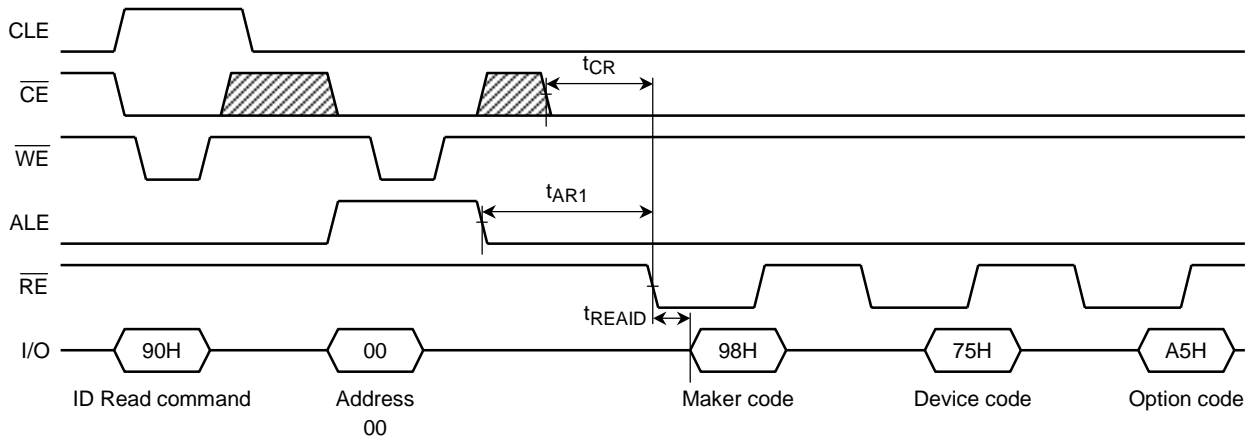 CLE
tCR
CE
WE
tAR1
ALE
RE
tREAID
I/O 90H 00 98H 75H A5H
ID Read command Address Maker code Device code Option code
00